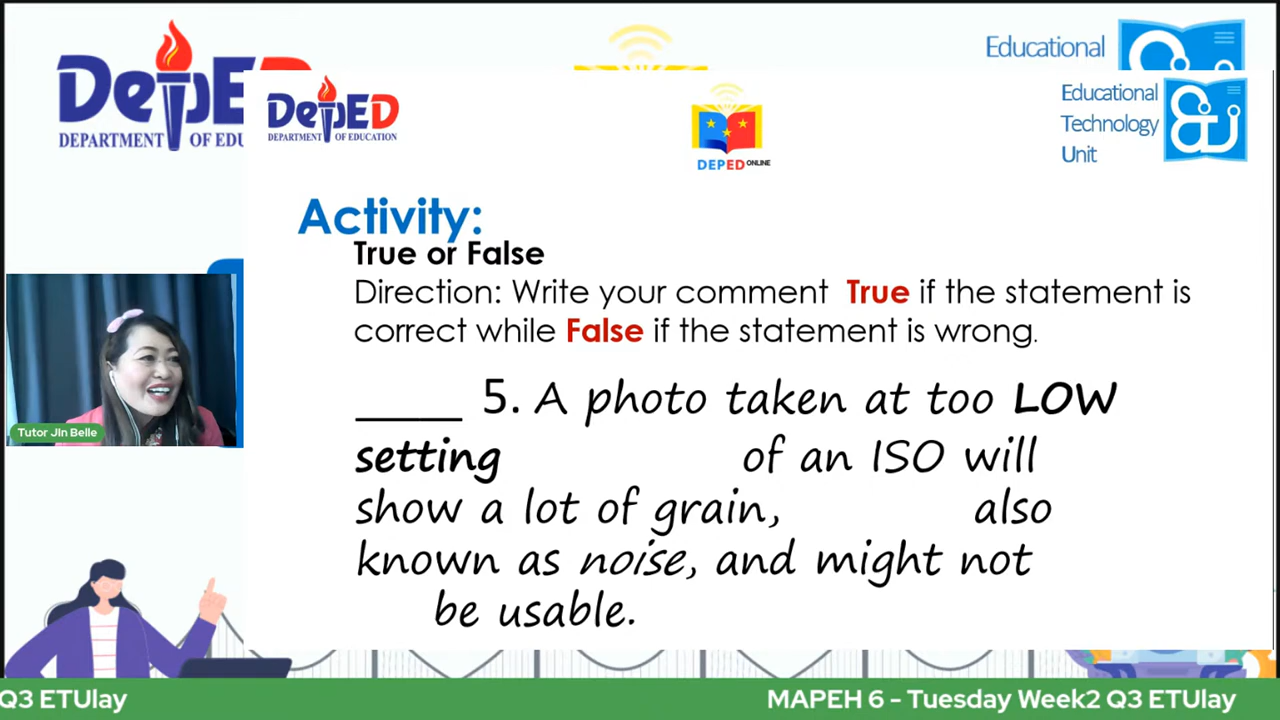 DepED
DEPARTMENT OF EDU
Educational
DepED
DEPARTMENT OF EDUCATION
DEPED ONLINE
Educational
Technology
Unit
Activity:
True or False
Direction: Write your comment True if the statement is
correct while False if the statement is wrong.
_____ 5. A photo taken at too LOW
setting of an ISO will
show a lot of grain, also
known as noise, and might not
be usable.
Tutor JIn Belle
Q3 ETUlay
MAPEH 6 - Tuesday Week2 Q3 ETUlay